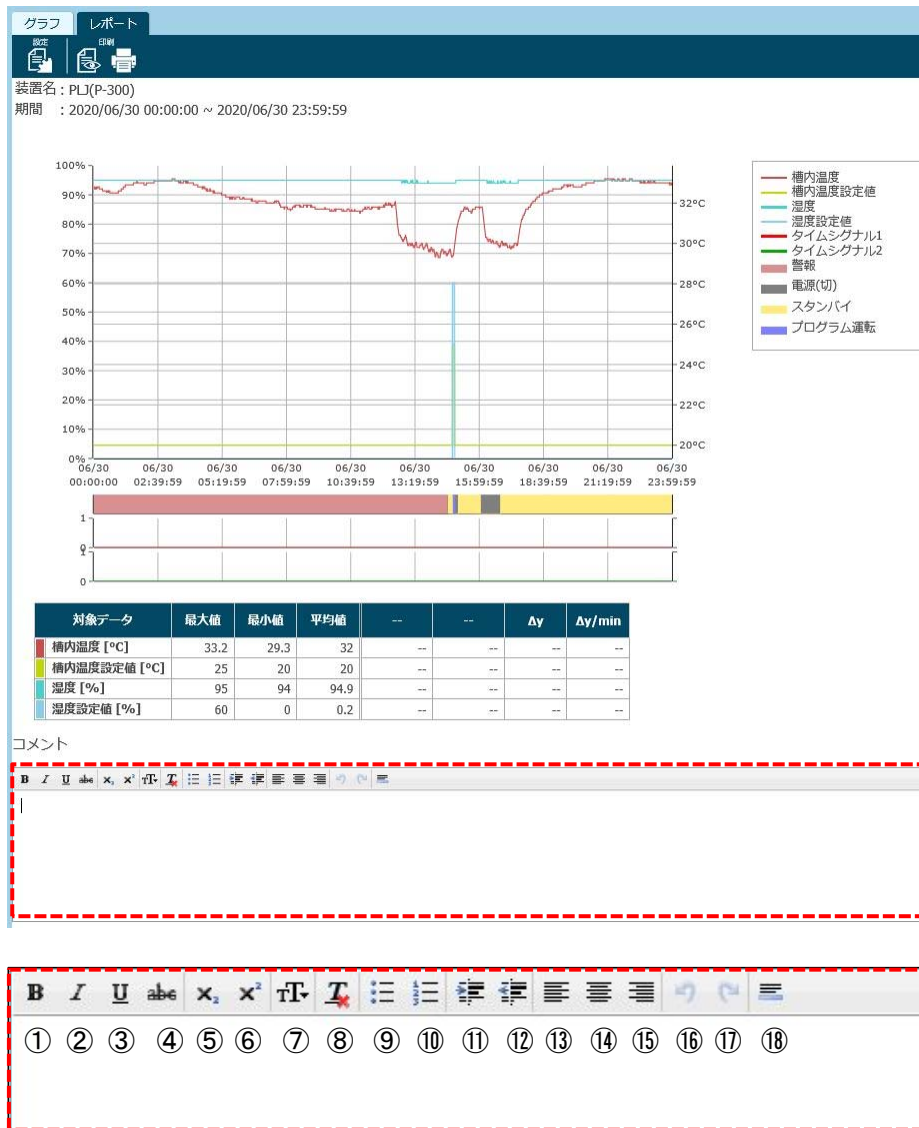 グラフ レポート
設定 印刷
装置名 : PLJ(P-300)
期間 : 2020/06/30 00:00:00 ~ 2020/06/30 23:59:59
100%
90%
80%
70%
60%
50%
40%
30%
20%
10%
0%
32°C
30°C
28°C
26°C
24°C
22°C
20°C
槽内温度
槽内温度設定値
湿度
湿度設定値
タイムシグナル1
タイムシグナル2
警報
電源(切)
スタンバイ
プログラム運転
06/30 06/30 06/30 06/30 06/30 06/30 06/30 06/30 06/30 06/30
00:00:00 02:39:59 05:19:59 07:59:59 10:39:59 13:19:59 15:59:59 18:39:59 21:19:59 23:59:59
1
0
1
0
対象データ 最大値 最小値 平均値 -- -- Δy Δy/min
槽内温度 [°C] 33.2 29.3 32 -- -- -- --
槽内温度設定値 [°C] 25 20 20 -- -- -- --
湿度 [%] 95 94 94.9 -- -- -- --
湿度設定値 [%] 60 0 0.2 -- -- -- --
コメント
B I U abc x₂ x² тT T
B I U abc x₂ x² тT T
① ② ③ ④ ⑤ ⑥ ⑦ ⑧ ⑨ ⑩ ⑪ ⑫ ⑬ ⑭ ⑮ ⑯ ⑰ ⑱